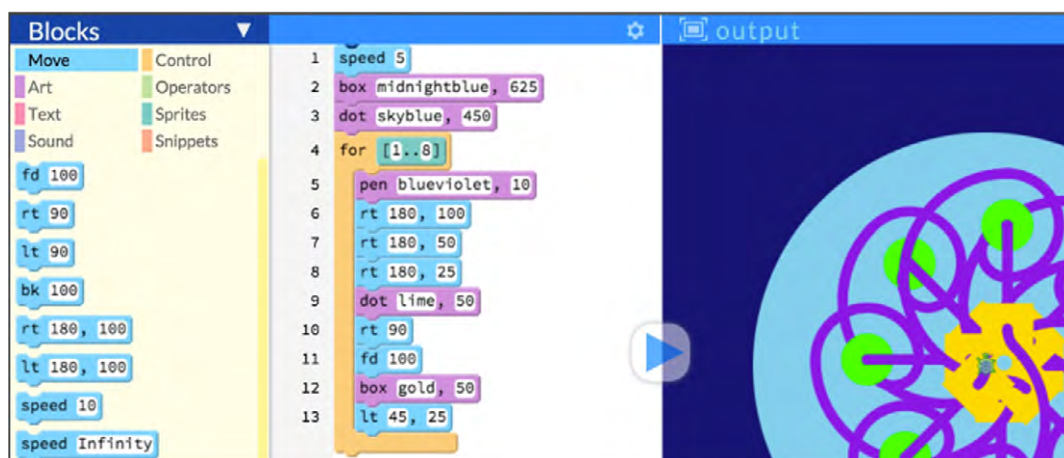 Blocks ▼
Move Control
Art Operators
Text Sprites
Sound Snippets
fd 100
rt 90
lt 90
bk 100
rt 180, 100
lt 180, 100
speed 10
speed Infinity
1 speed 5
2 box midnightblue, 625
3 dot skyblue, 450
4 for [1..8]
5 pen blueviolet, 10
6 rt 180, 100
7 rt 180, 50
8 rt 180, 25
9 dot lime, 50
10 rt 90
11 fd 100
12 box gold, 50
13 lt 45, 25
output